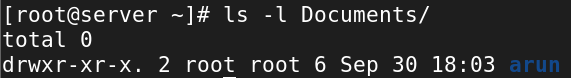 [root@server ~]# ls -l Documents/
total 0
drwxr-xr-x. 2 root root 6 Sep 30 18:03 arun